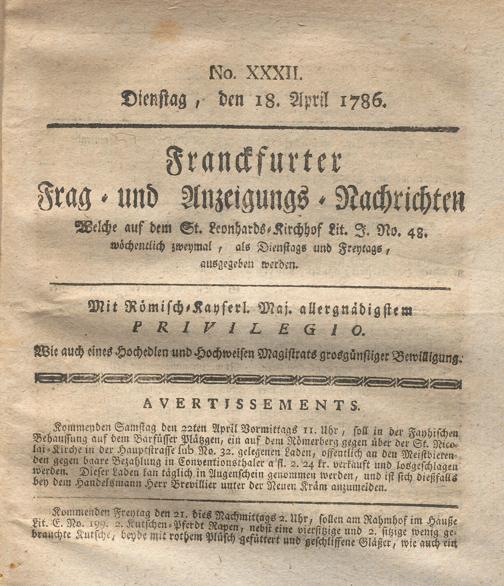 No. XXXII.
Dienstag, den 18. April 1786.
Franckfurter
Frag- und Anzeigungs-Nachrichten
Welche auf dem St. Leonhards-Kirchhof Lit. J. No. 48.
wöchentlich zweymal, als Dienstags und Freytags,
ausgegeben werden.
Mit Römisch-Kayserl. Maj. allergnädigstem
PRIVILEGIO.
Wie auch eines Hochedlen und Hochweisen Magistrats grosgünstiger Bewilligung.
AVERTISSEMENTS.
Kommenden Samstag den 22ten April Vormittags 11. Uhr, soll in der Fayhischen
Behausung auf dem Barfüsser Plätzgen, ein auf dem Römerberg gegen über der St. Nico-
lai-Kirche in der Hauptstrasse sub No. 32. gelegenen Laden, offentlich an den Meistbieten-
den gegen baare Bezahlung in Conventionsthaler a fl. 2. 24 kr. verkauft und losgeschlagen
werden. Dieser Laden kan täglich in Augenschein genommen werden, und ist sich dießfalls
bey dem Handelsmann Herr Brevillier unter der Neuen Kräm anzumelden.
Kommenden Freytag den 21. dies Nachmittags 2. Uhr, sollen am Rahmhof im Hauße
Lit. E. No. 199. 2. Kutschen-Pferdt Rapen, nebst eine viersitzige und 2. sitzige wenig ge-
brauchte Kutsche, beyde mit rothem Plüsch gefüttert und geschliffene Gläßer, wie auch ein